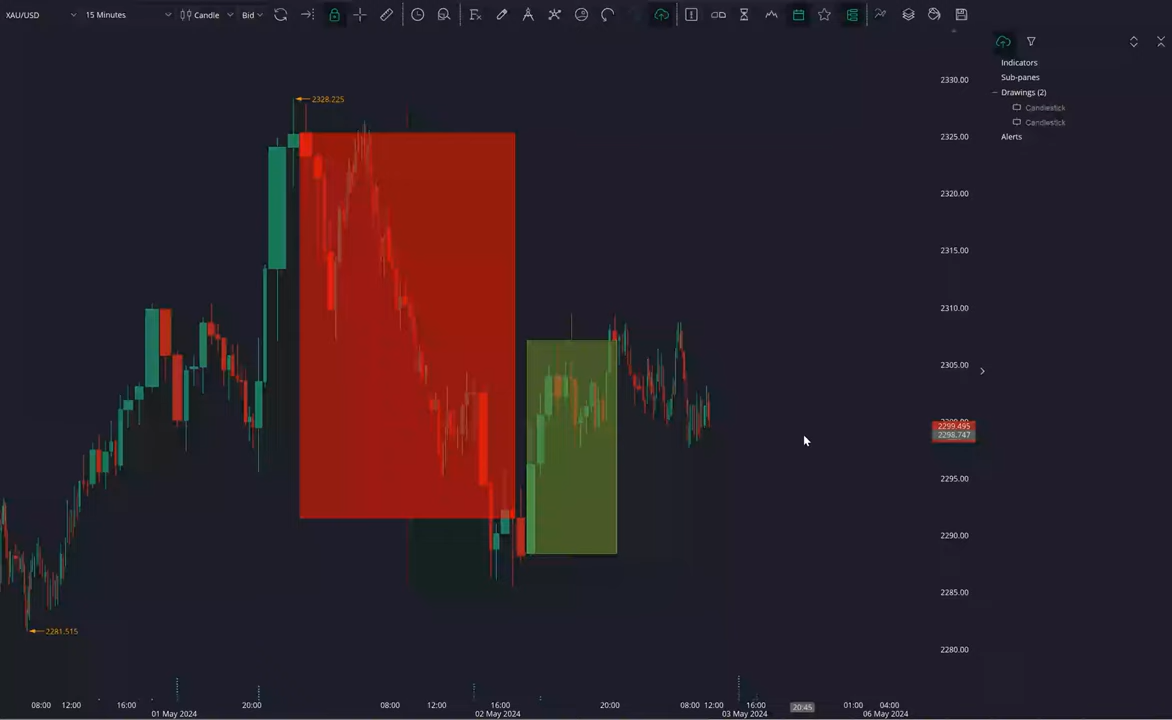 XAU/USD 15 Minutes Candle Bid
Indicators
Sub-panes
Drawings (2)
Candlestick
Candlestick
Alerts
2328.225
2281.515
2330.00
2325.00
2320.00
2315.00
2310.00
2305.00
2299.495
2298.747
2295.00
2290.00
2285.00
2280.00
08:00 12:00 16:00 20:00 08:00 12:00 16:00 20:00 08:00 12:00 16:00 20:45 01:00 04:00
01 May 2024 02 May 2024 03 May 2024 06 May 2024